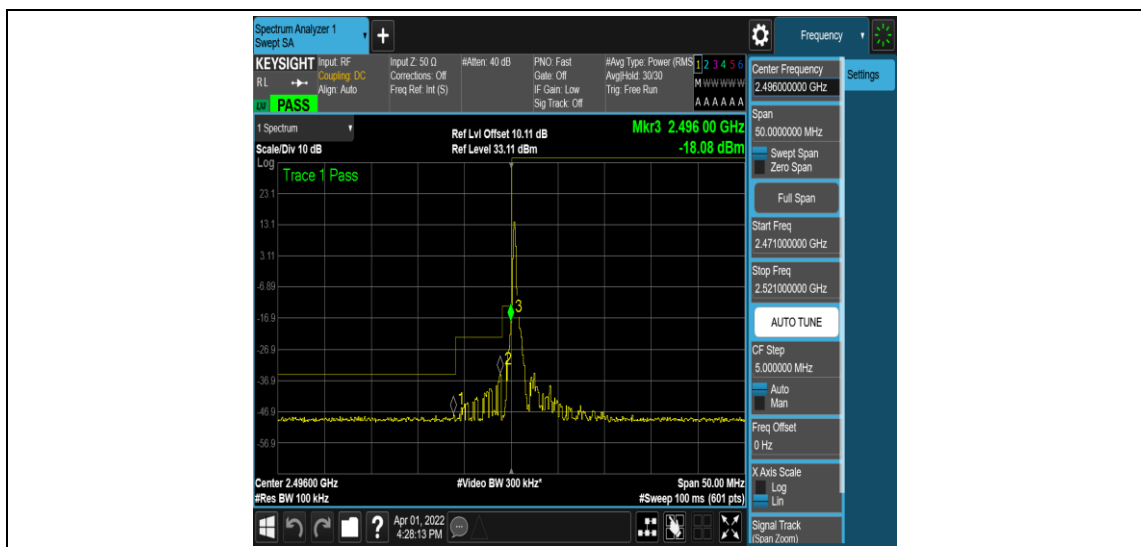 Spectrum Analyzer 1
Swept SA
Frequency
KEYSIGHT
RL
LXI
PASS
Input: RF
Coupling: DC
Align: Auto
Input Z: 50 Ω
Corrections: Off
Freq Ref: Int (S)
#Atten: 40 dB
PNO: Fast
Gate: Off
IF Gain: Low
Sig Track: Off
#Avg Type: Power (RMS
Avg|Hold: 30/30
Trig: Free Run
1 2 3 4 5 6
M W W W W W
A A A A A A
1 Spectrum
Scale/Div 10 dB
Ref Lvl Offset 10.11 dB
Ref Level 33.11 dBm
Mkr3 2.496 00 GHz
-18.08 dBm
Log
Trace 1 Pass
23.1
13.1
3.11
-6.89
-16.9
-26.9
-36.9
-46.9
-56.9
1
2
3
Center 2.49600 GHz
#Res BW 100 kHz
#Video BW 300 kHz*
Span 50.00 MHz
#Sweep 100 ms (601 pts)
Apr 01, 2022
4:28:13 PM
?
Center Frequency
2.496000000 GHz
Settings
Span
50.0000000 MHz
Swept Span
Zero Span
Full Span
Start Freq
2.471000000 GHz
Stop Freq
2.521000000 GHz
AUTO TUNE
CF Step
5.000000 MHz
Auto
Man
Freq Offset
0 Hz
X Axis Scale
Log
Lin
Signal Track
(Span Zoom)